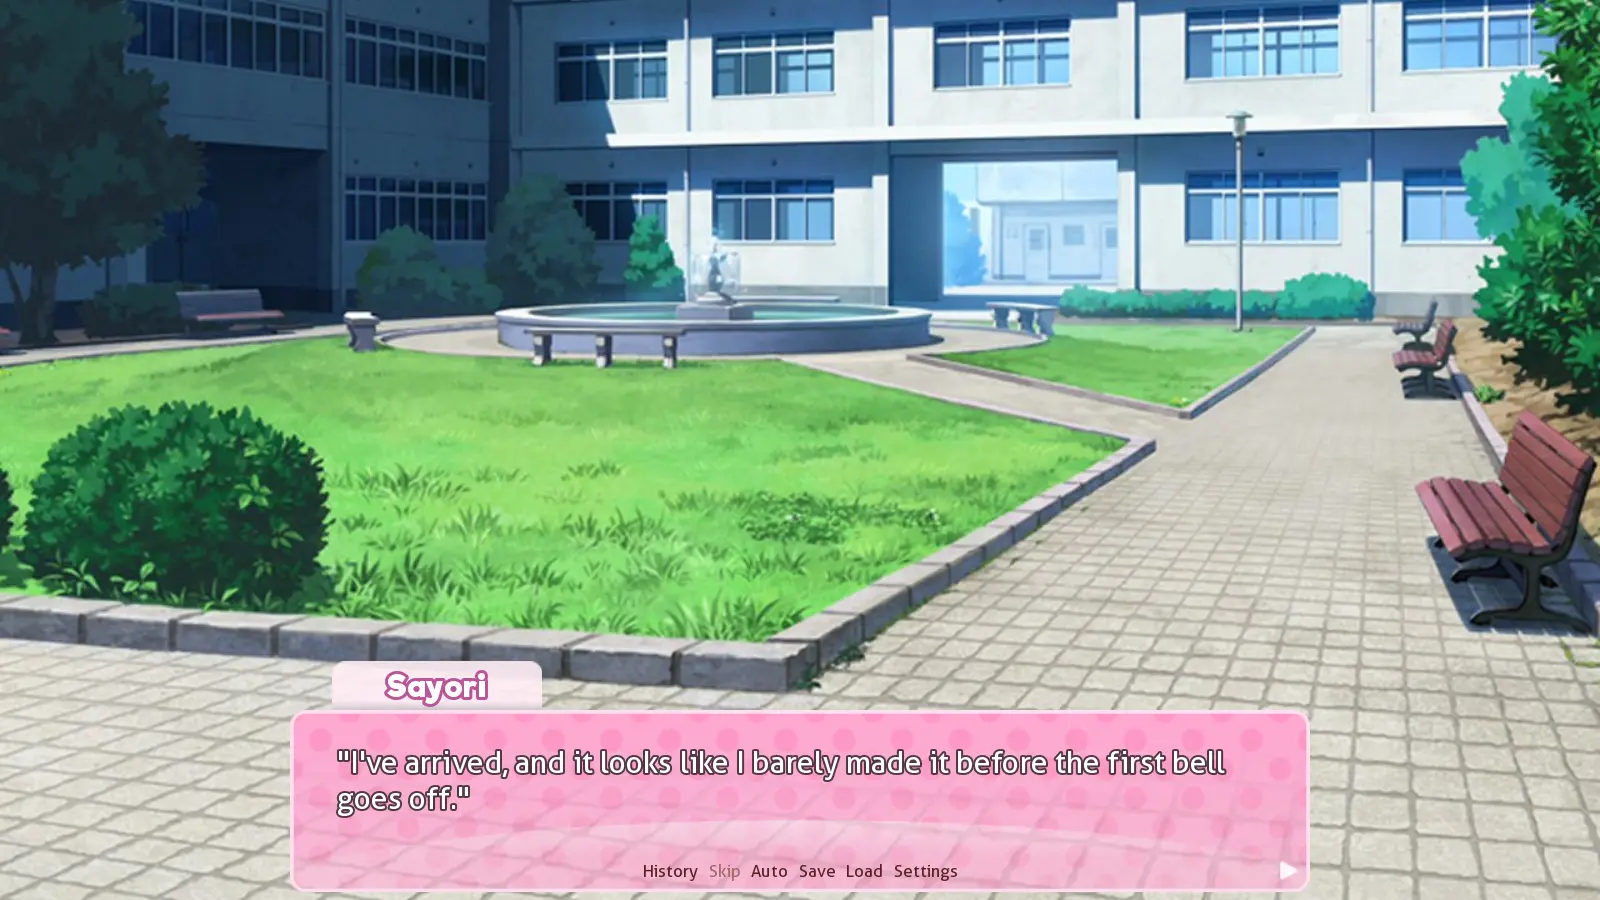 Sayori
"I've arrived, and it looks like I barely made it before the first bell
goes off."
History Skip Auto Save Load Settings